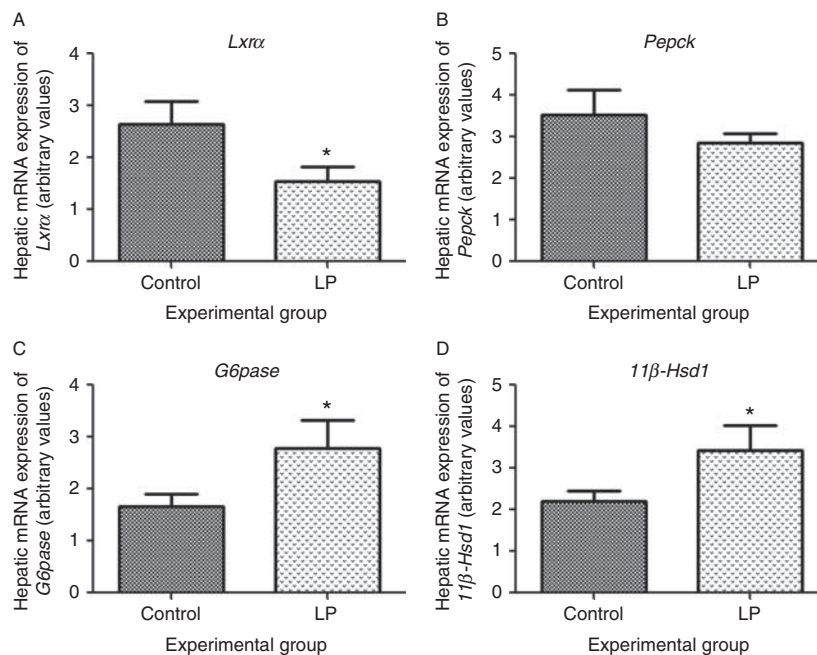 A
Lxrα
Hepatic mRNA expression of
Lxrα (arbitrary values)
4
3
2
1
0
*
Control
LP
Experimental group
B
Pepck
Hepatic mRNA expression of
Pepck (arbitrary values)
5
4
3
2
1
0
Control
LP
Experimental group
C
G6pase
Hepatic mRNA expression of
G6pase (arbitrary values)
4
3
2
1
0
*
Control
LP
Experimental group
D
11β-Hsd1
Hepatic mRNA expression of
11β-Hsd1 (arbitrary values)
5
4
3
2
1
0
*
Control
LP
Experimental group